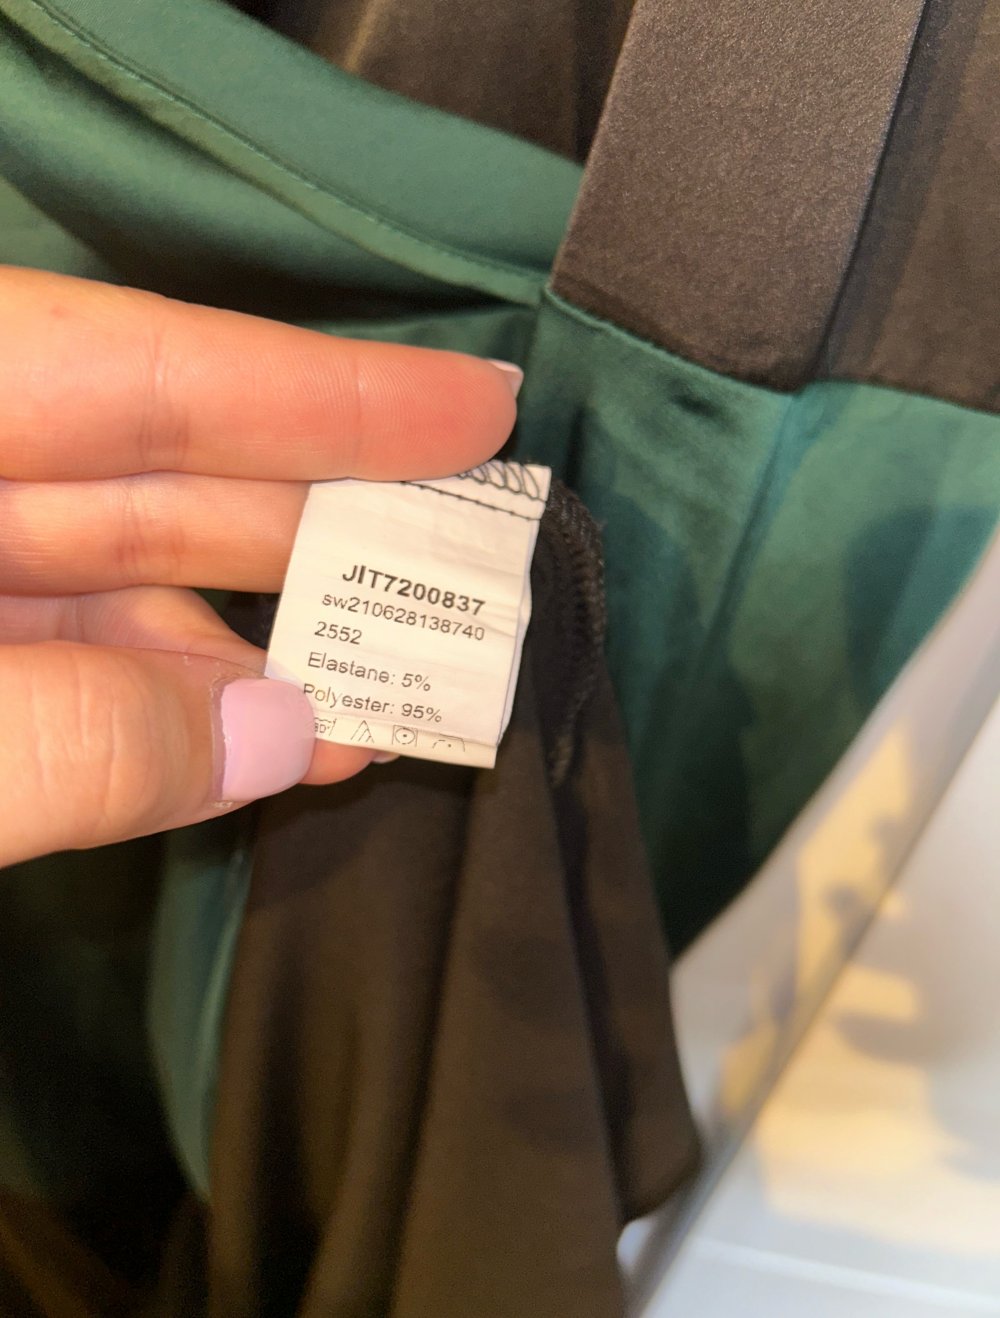 JIT7200837
sw210628138740
2552
Elastane: 5%
Polyester: 95%